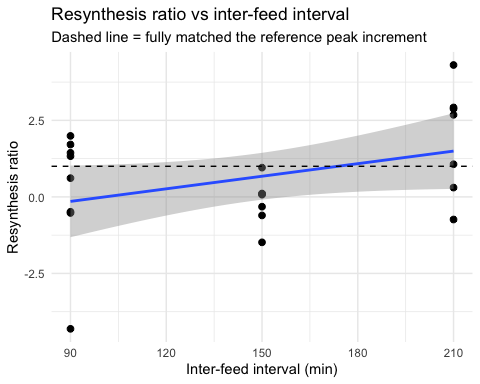 Resynthesis ratio vs inter-feed interval
Dashed line = fully matched the reference peak increment
Resynthesis ratio
2.5
0.0
-2.5
90
120
150
180
210
Inter-feed interval (min)